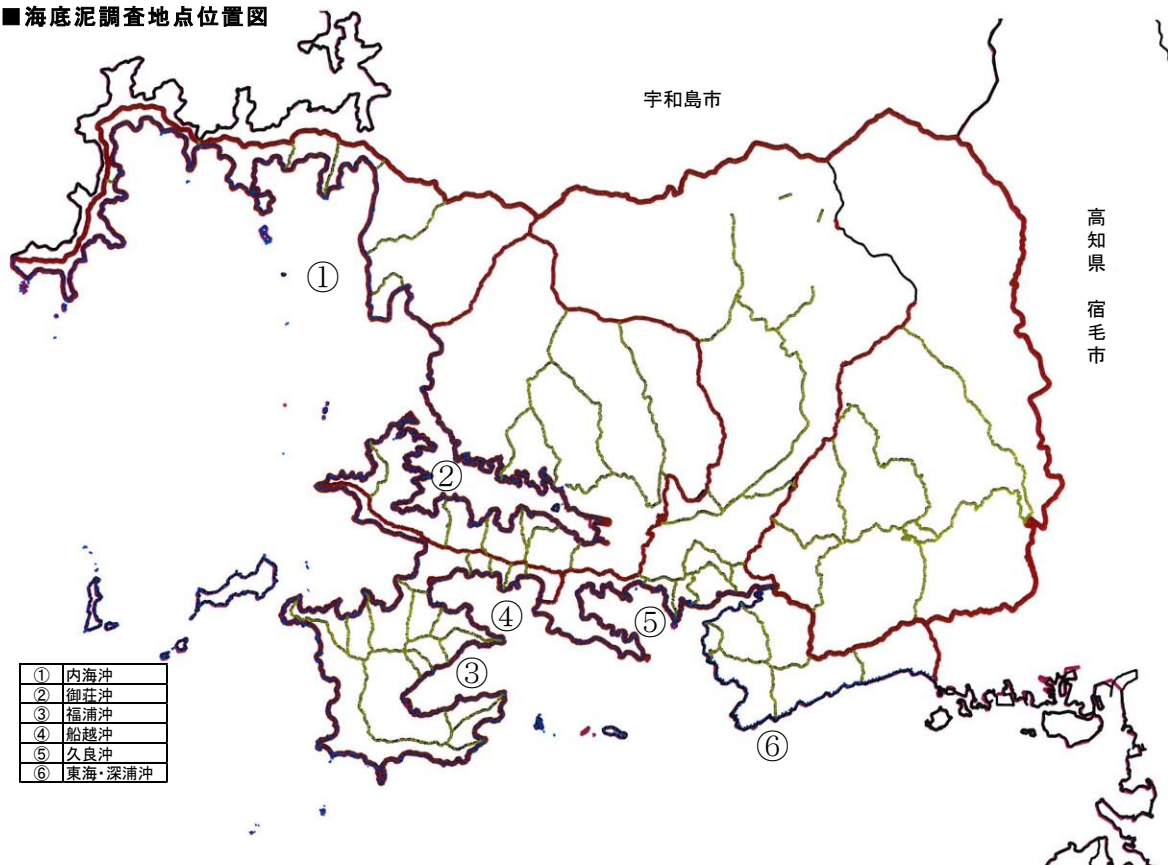 ■海底泥調査地点位置図
宇和島市
高知県 宿毛市
①
②
④
⑤
③
⑥
① 内海沖
② 御荘沖
③ 福浦沖
④ 船越沖
⑤ 久良沖
⑥ 東海・深浦沖